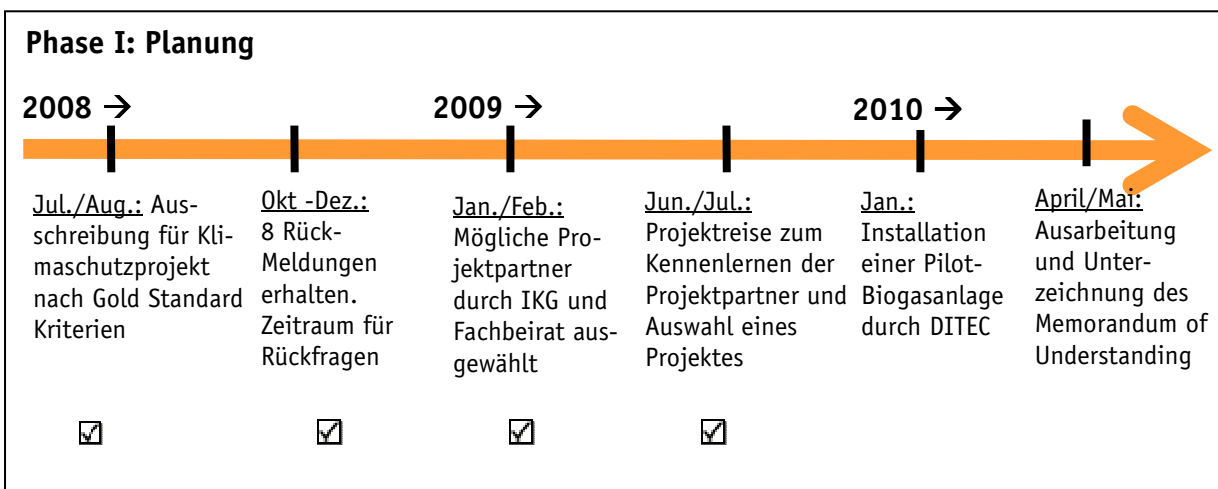 Phase I: Planung
2008 →
2009 →
2010 →
Jul./Aug.: Aus-
schreibung für Kli-
maschutzprojekt
nach Gold Standard
Kriterien
Okt -Dez.:
8 Rück-
Meldungen
erhalten.
Zeitraum für
Rückfragen
Jan./Feb.:
Mögliche Pro-
jektpartner
durch IKG und
Fachbeirat aus-
gewählt
Jun./Jul.:
Projektreise zum
Kennenlernen der
Projektpartner und
Auswahl eines
Projektes
Jan.:
Installation
einer Pilot-
Biogasanlage
durch DITEC
April/Mai:
Ausarbeitung
und Unter-
zeichnung des
Memorandum of
Understanding